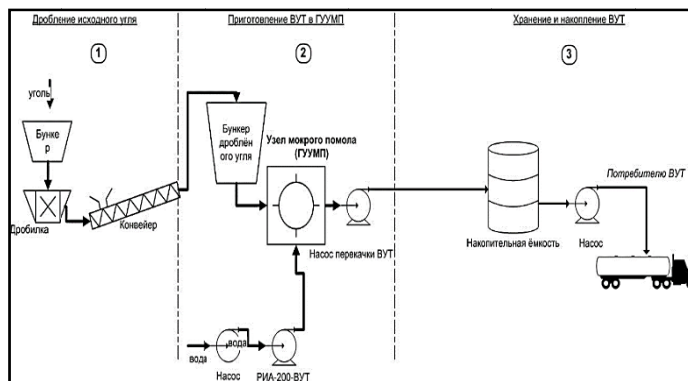 Дробление исходного угля
Приготовление ВУТ в ГУУМП
Хранение и накопление ВУТ
1
2
3
уголь
Бунке
р
Дробилка
Конвейер
Бункер
дроблён
ого угля
Узел мокрого помола
(ГУУМП)
Насос перекачки ВУТ
вода
вода
Насос
РИА-200-ВУТ
Накопительная ёмкость
Насос
Потребителю ВУТ